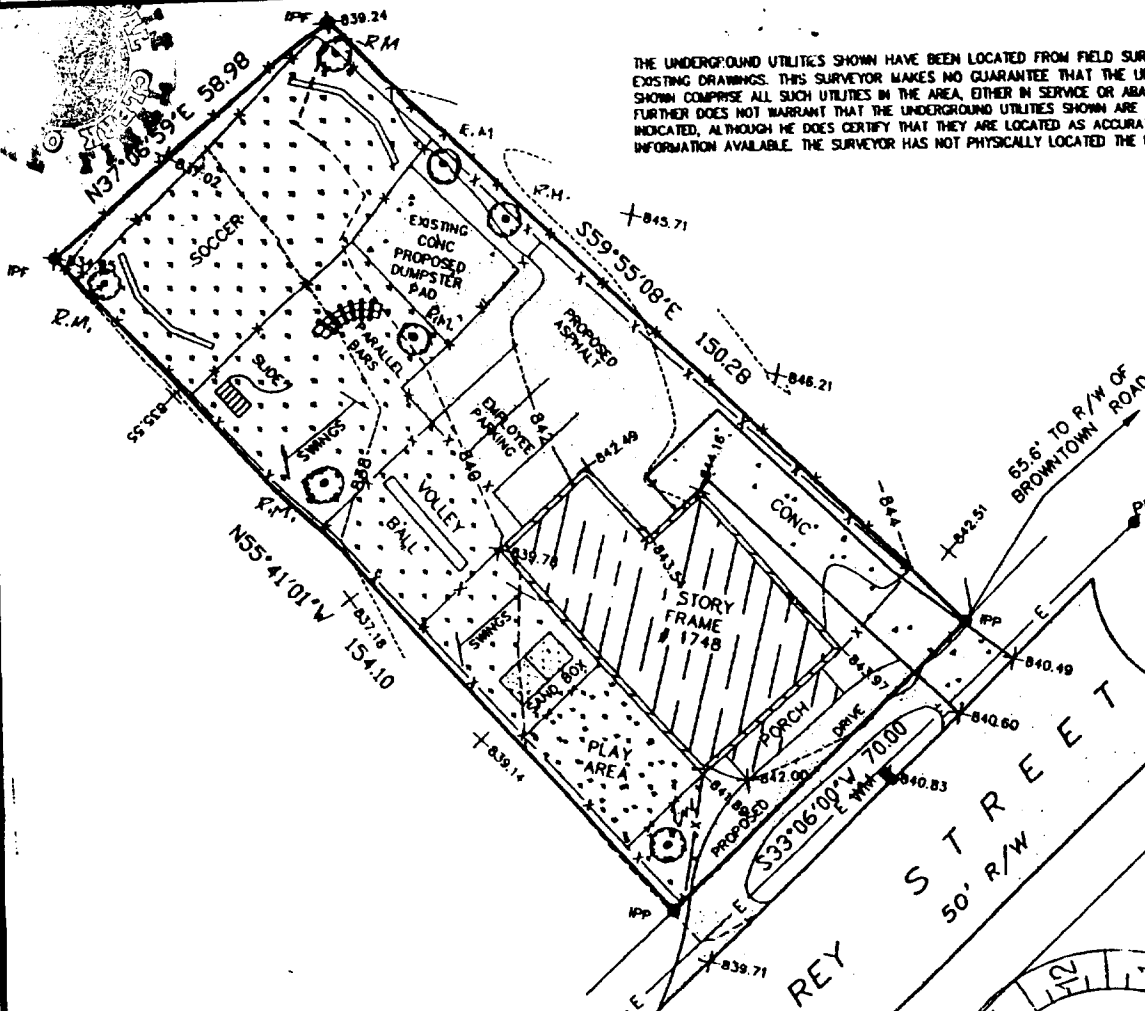 IPF
839.24
R.M
THE UNDERGROUND UTILITIES SHOWN HAVE BEEN LOCATED FROM FIELD SUR
EXISTING DRAWINGS. THIS SURVEYOR MAKES NO GUARANTEE THAT THE U
SHOWN COMPRISE ALL SUCH UTILITIES IN THE AREA, EITHER IN SERVICE OR ABA
FURTHER DOES NOT WARRANT THAT THE UNDERGROUND UTILITIES SHOWN ARE
INDICATED, ALTHOUGH HE DOES CERTIFY THAT THEY ARE LOCATED AS ACCURA
INFORMATION AVAILABLE. THE SURVEYOR HAS NOT PHYSICALLY LOCATED THE
N37°06'59"E 58.98
E.M
R.M.
837.02
845.71
S59°55'08"E 150.28
SOCCER
EXISTING
CONC
PROPOSED
DUMPSTER
PAD
IPF
R.M.
PARALLEL
BARS
PROPOSED
ASPHALT
846.21
SLIDE
835.55
SWINGS
838
EMPLOYEE
PARKING
842
840
842.49
844.16
65.6' TO R/W OF
BROWNTOWN ROAD
R.M.
VOLLEY
BALL
CONC
844
842.51
N55°41'01"W 154.10
839.78
STORY
FRAME
# 1748
837.18
SWINGS
SAND BOX
IPP
840.49
843.97
839.14
PLAY
AREA
PORCH
DRIVE
840.60
842.00
PROPOSED
S33°06'00"W 70.00
840.83
E
WM
IPP
E
839.71
E
REY STREET
50' R/W
12